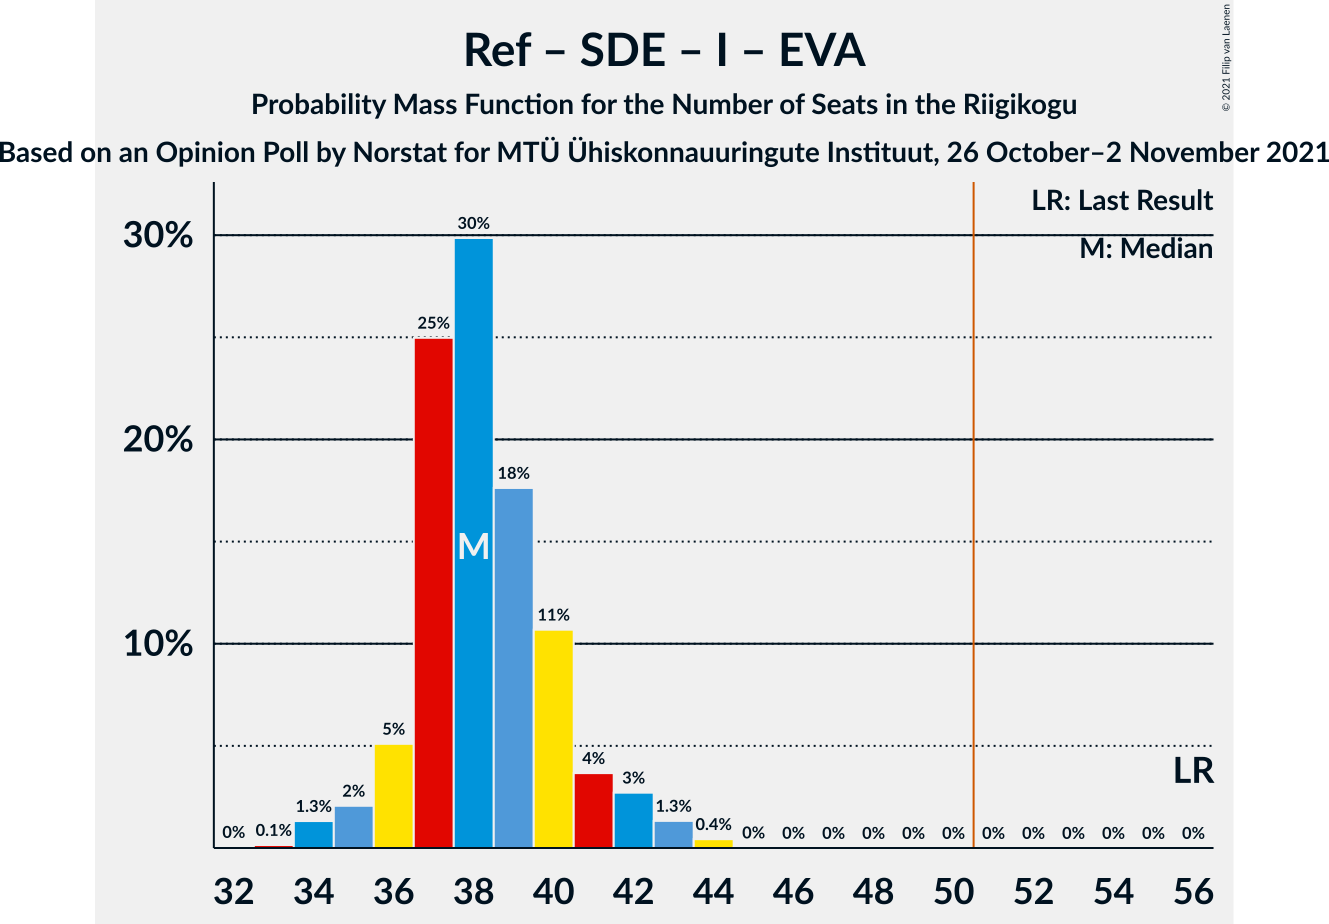 Ref – SDE – I – EVA
Probability Mass Function for the Number of Seats in the Riigikogu
Based on an Opinion Poll by Norstat for MTÜ Ühiskonnauuringute Instituut, 26 October–2 November 2021
© 2021 Filip van Laenen
LR: Last Result
M: Median
30%
20%
10%
0% 0.1% 1.3% 2% 5% 25% 30% 18% 11% 4% 3% 1.3% 0.4% 0% 0% 0% 0% 0% 0% 0% 0% 0% 0% 0% 0%
M
LR
32 34 36 38 40 42 44 46 48 50 52 54 56